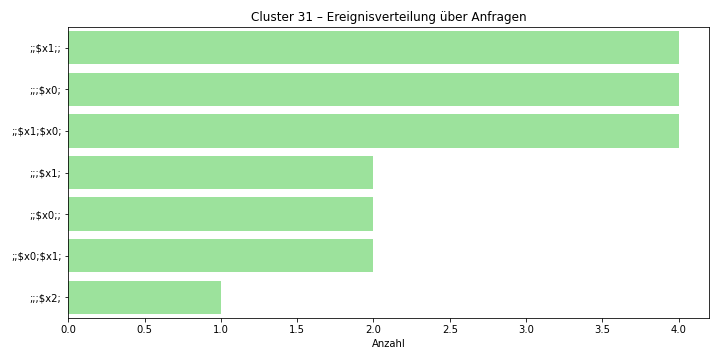 Cluster 31 – Ereignisverteilung über Anfragen
;;$x1;;
;;;$x0;
;;$x1;$x0;
;;;$x1;
;;$x0;;
;;$x0;$x1;
;;;$x2;
0.0 0.5 1.0 1.5 2.0 2.5 3.0 3.5 4.0
Anzahl